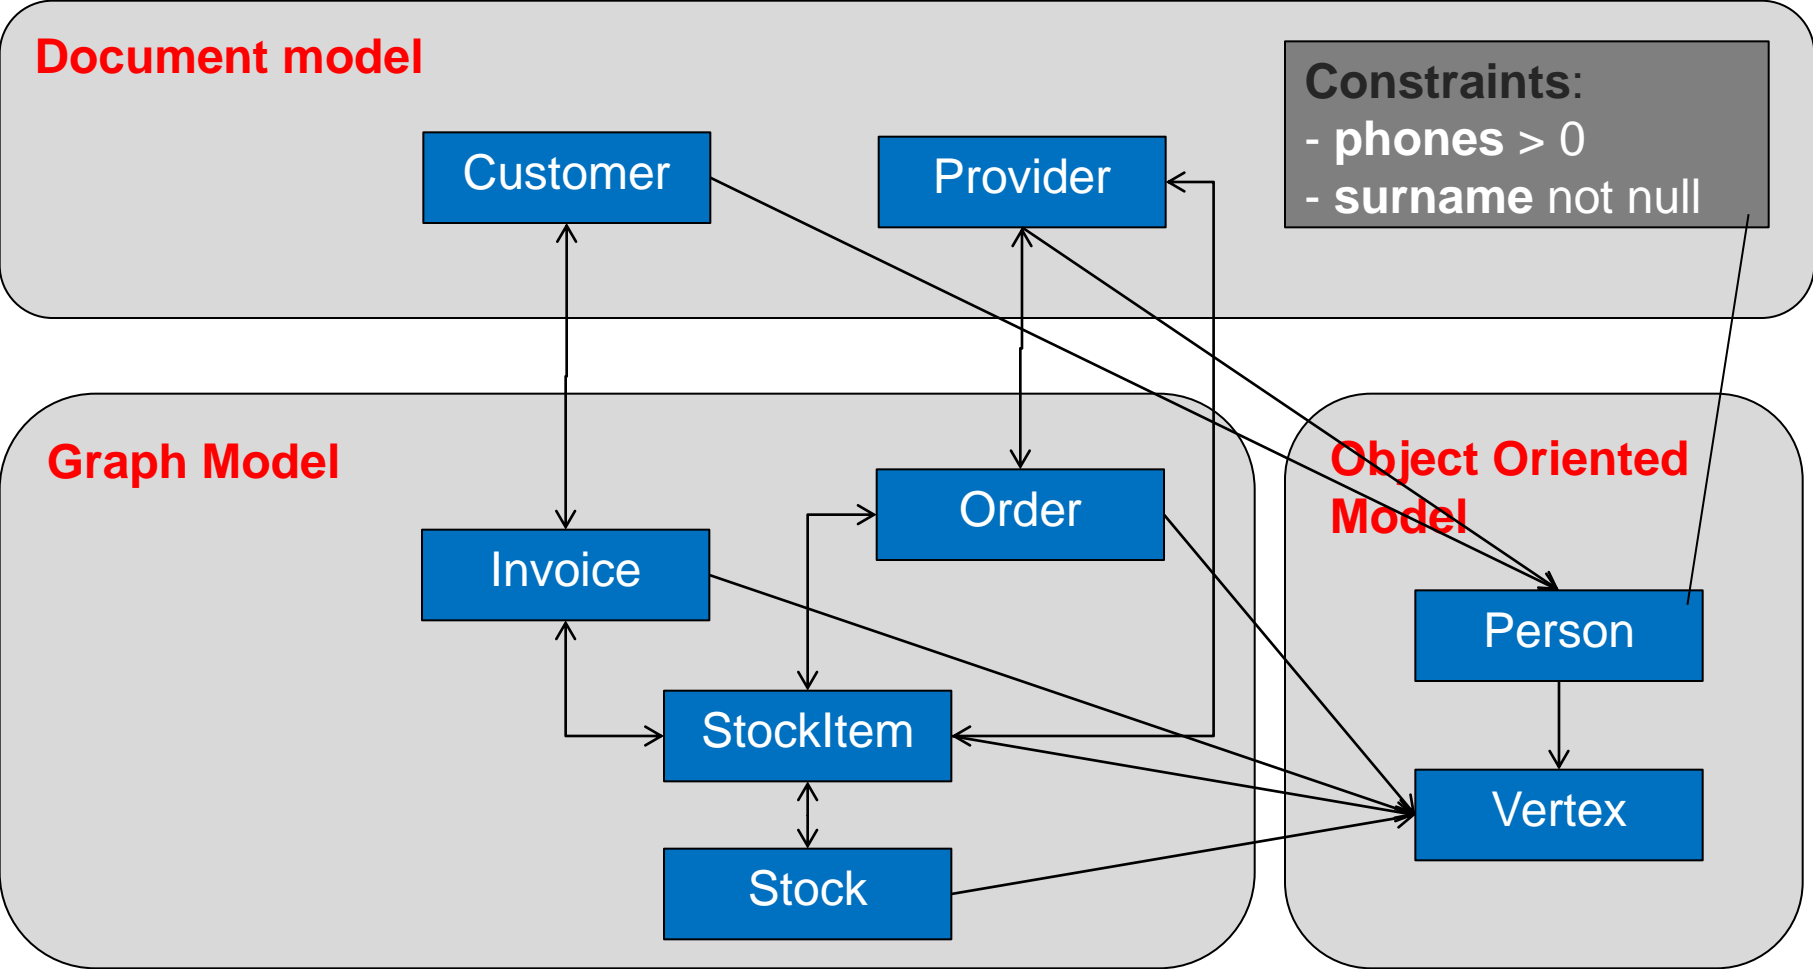 Document model
Constraints:
- phones > 0
- surname not null
Customer
Provider
Graph Model
Object Oriented
Model
Order
Invoice
Person
StockItem
Vertex
Stock